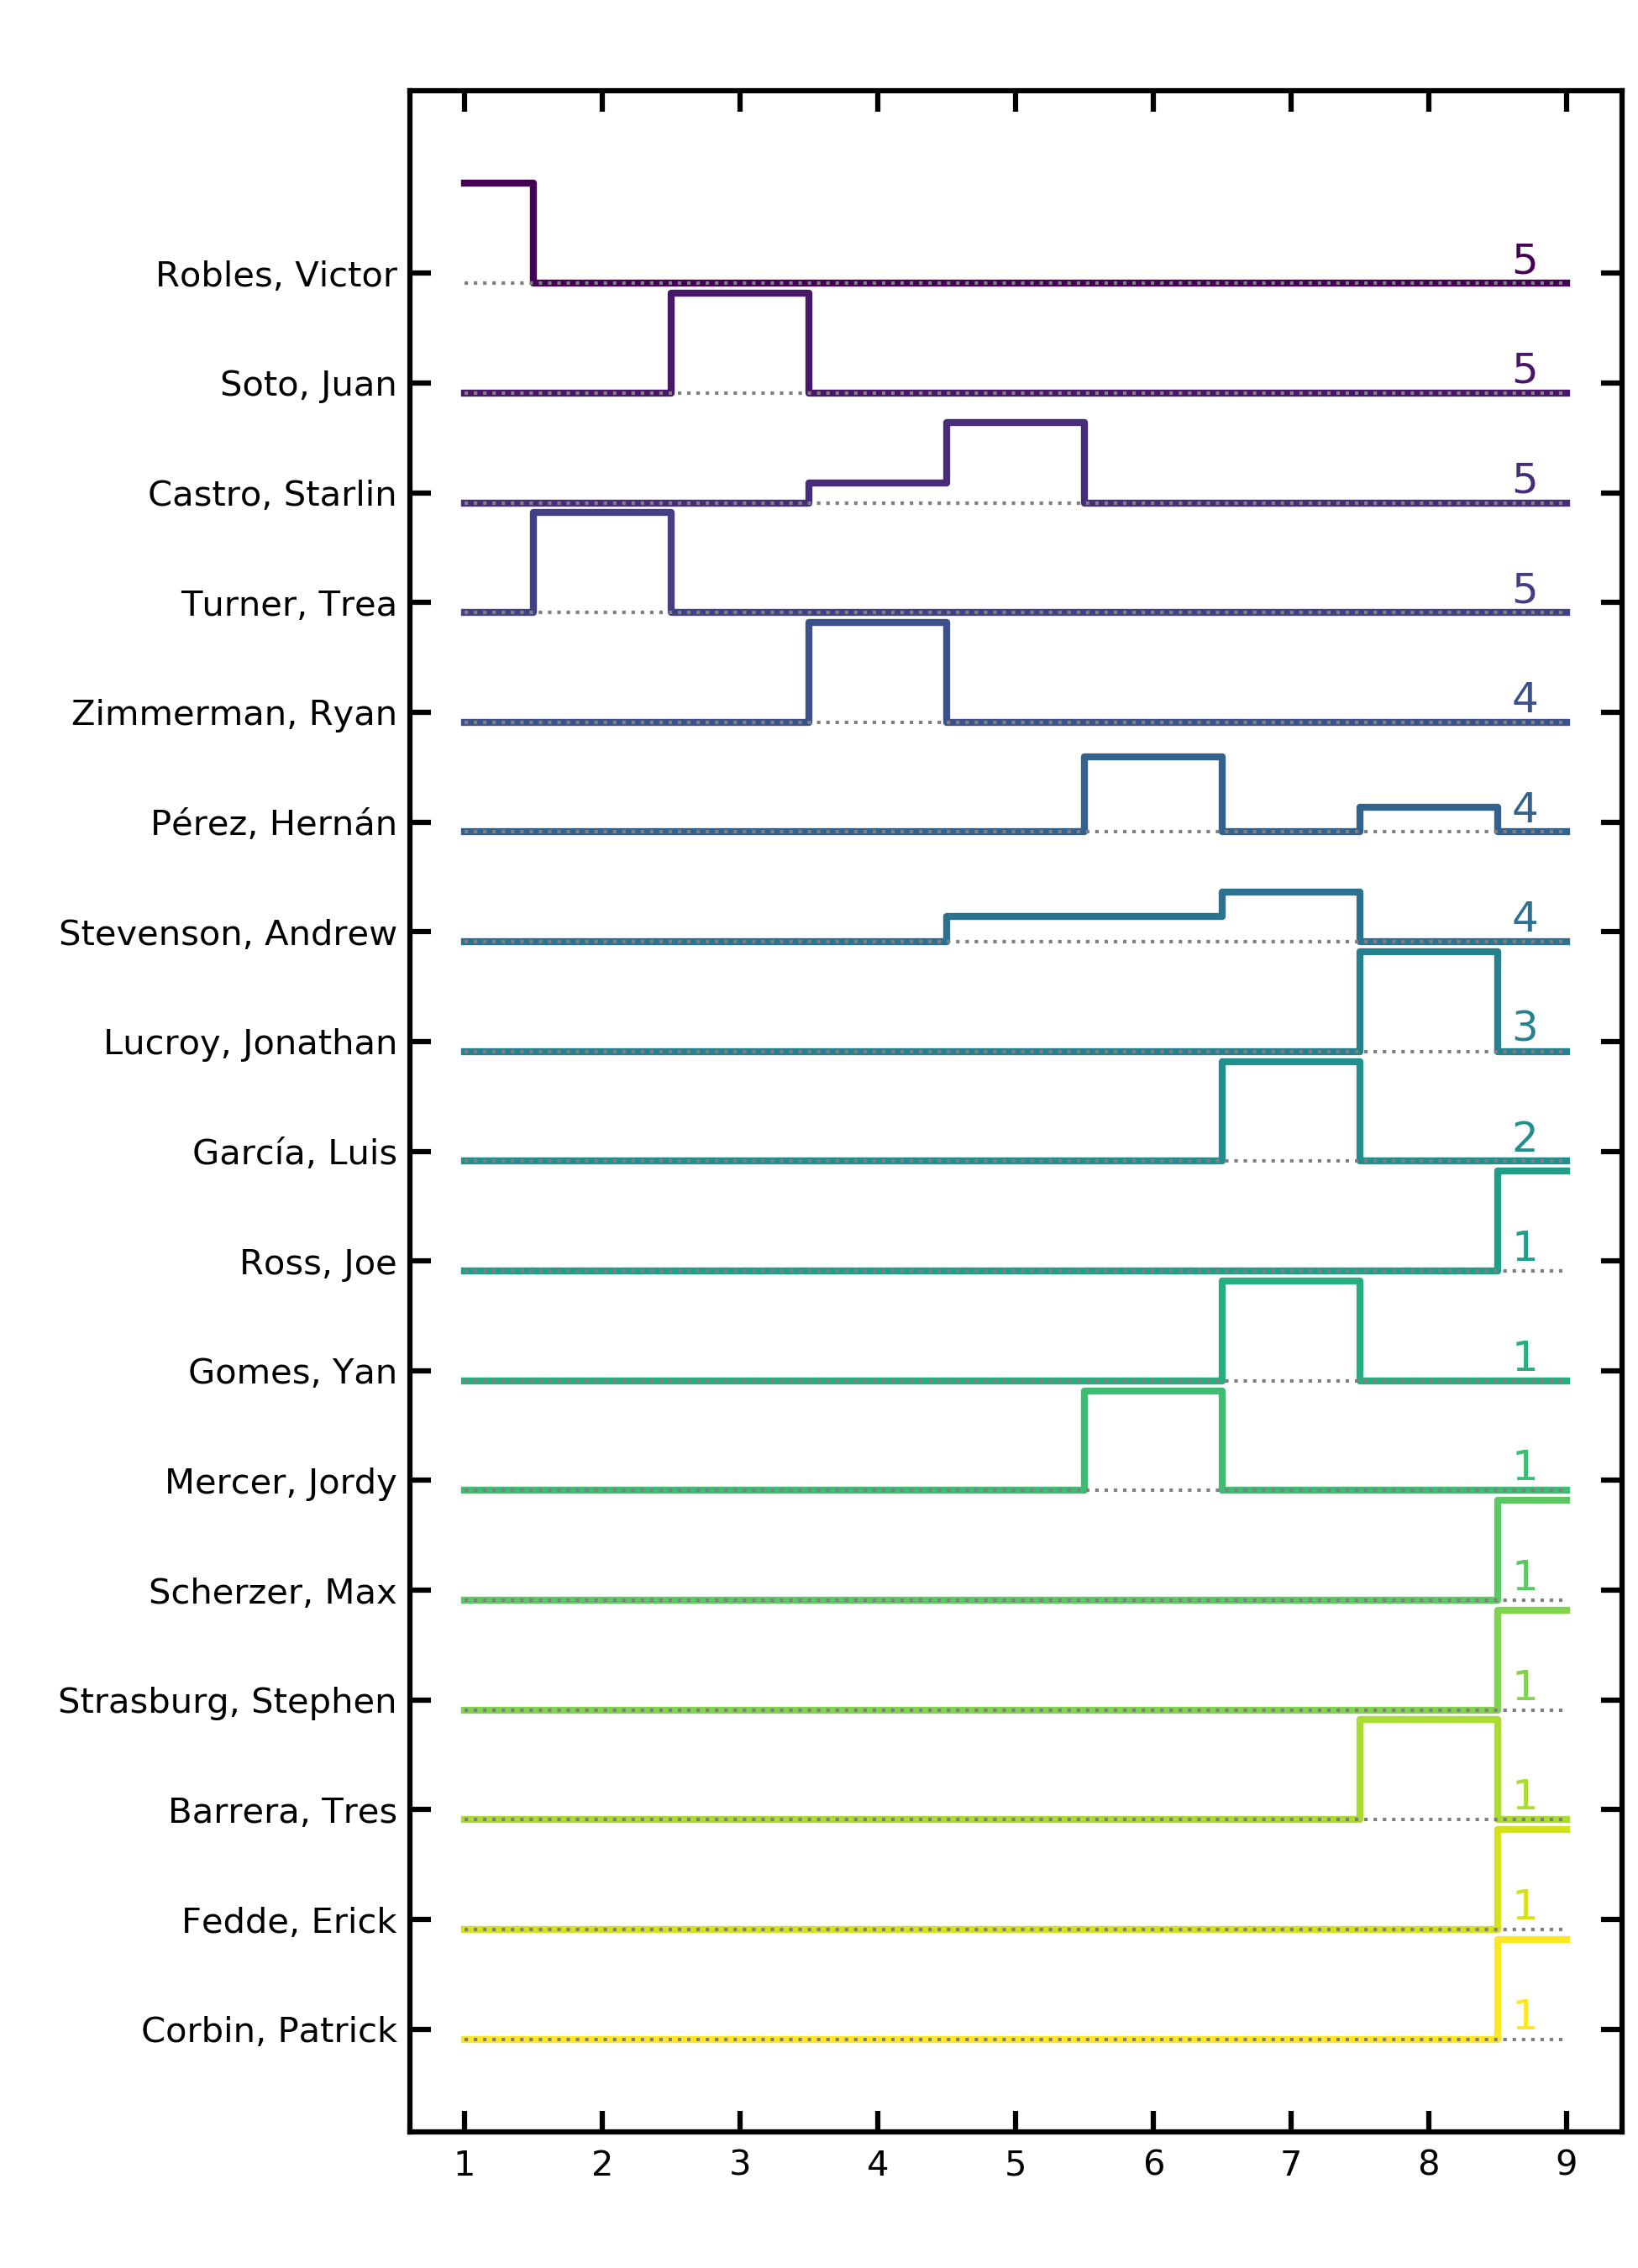 Robles, Victor 5
Soto, Juan 5
Castro, Starlin 5
Turner, Trea 5
Zimmerman, Ryan 4
Pérez, Hernán 4
Stevenson, Andrew 4
Lucroy, Jonathan 3
García, Luis 2
Ross, Joe 1
Gomes, Yan 1
Mercer, Jordy 1
Scherzer, Max 1
Strasburg, Stephen 1
Barrera, Tres 1
Fedde, Erick 1
Corbin, Patrick 1
1 2 3 4 5 6 7 8 9